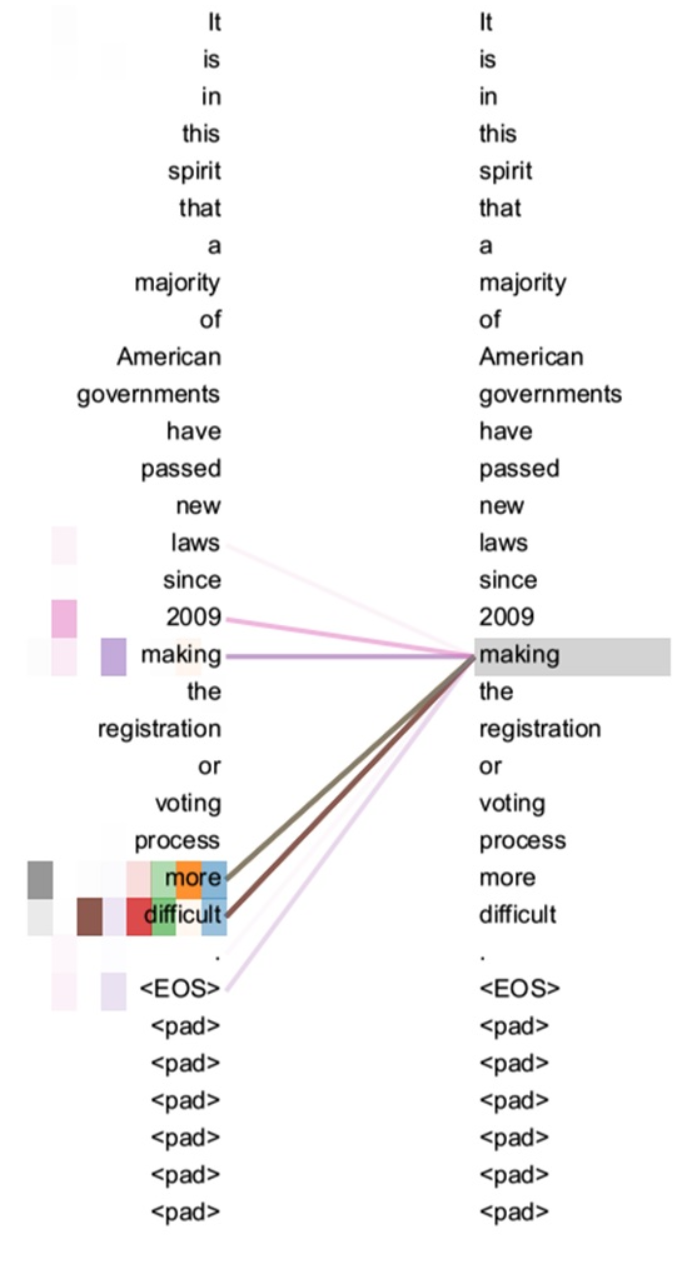 It It
is is
in in
this this
spirit spirit
that that
a a
majority majority
of of
American American
governments governments
have have
passed passed
new new
laws laws
since since
2009 2009
making making
the the
registration registration
or or
voting voting
process process
more more
difficult difficult
. .
<EOS> <EOS>
<pad> <pad>
<pad> <pad>
<pad> <pad>
<pad> <pad>
<pad> <pad>
<pad> <pad>